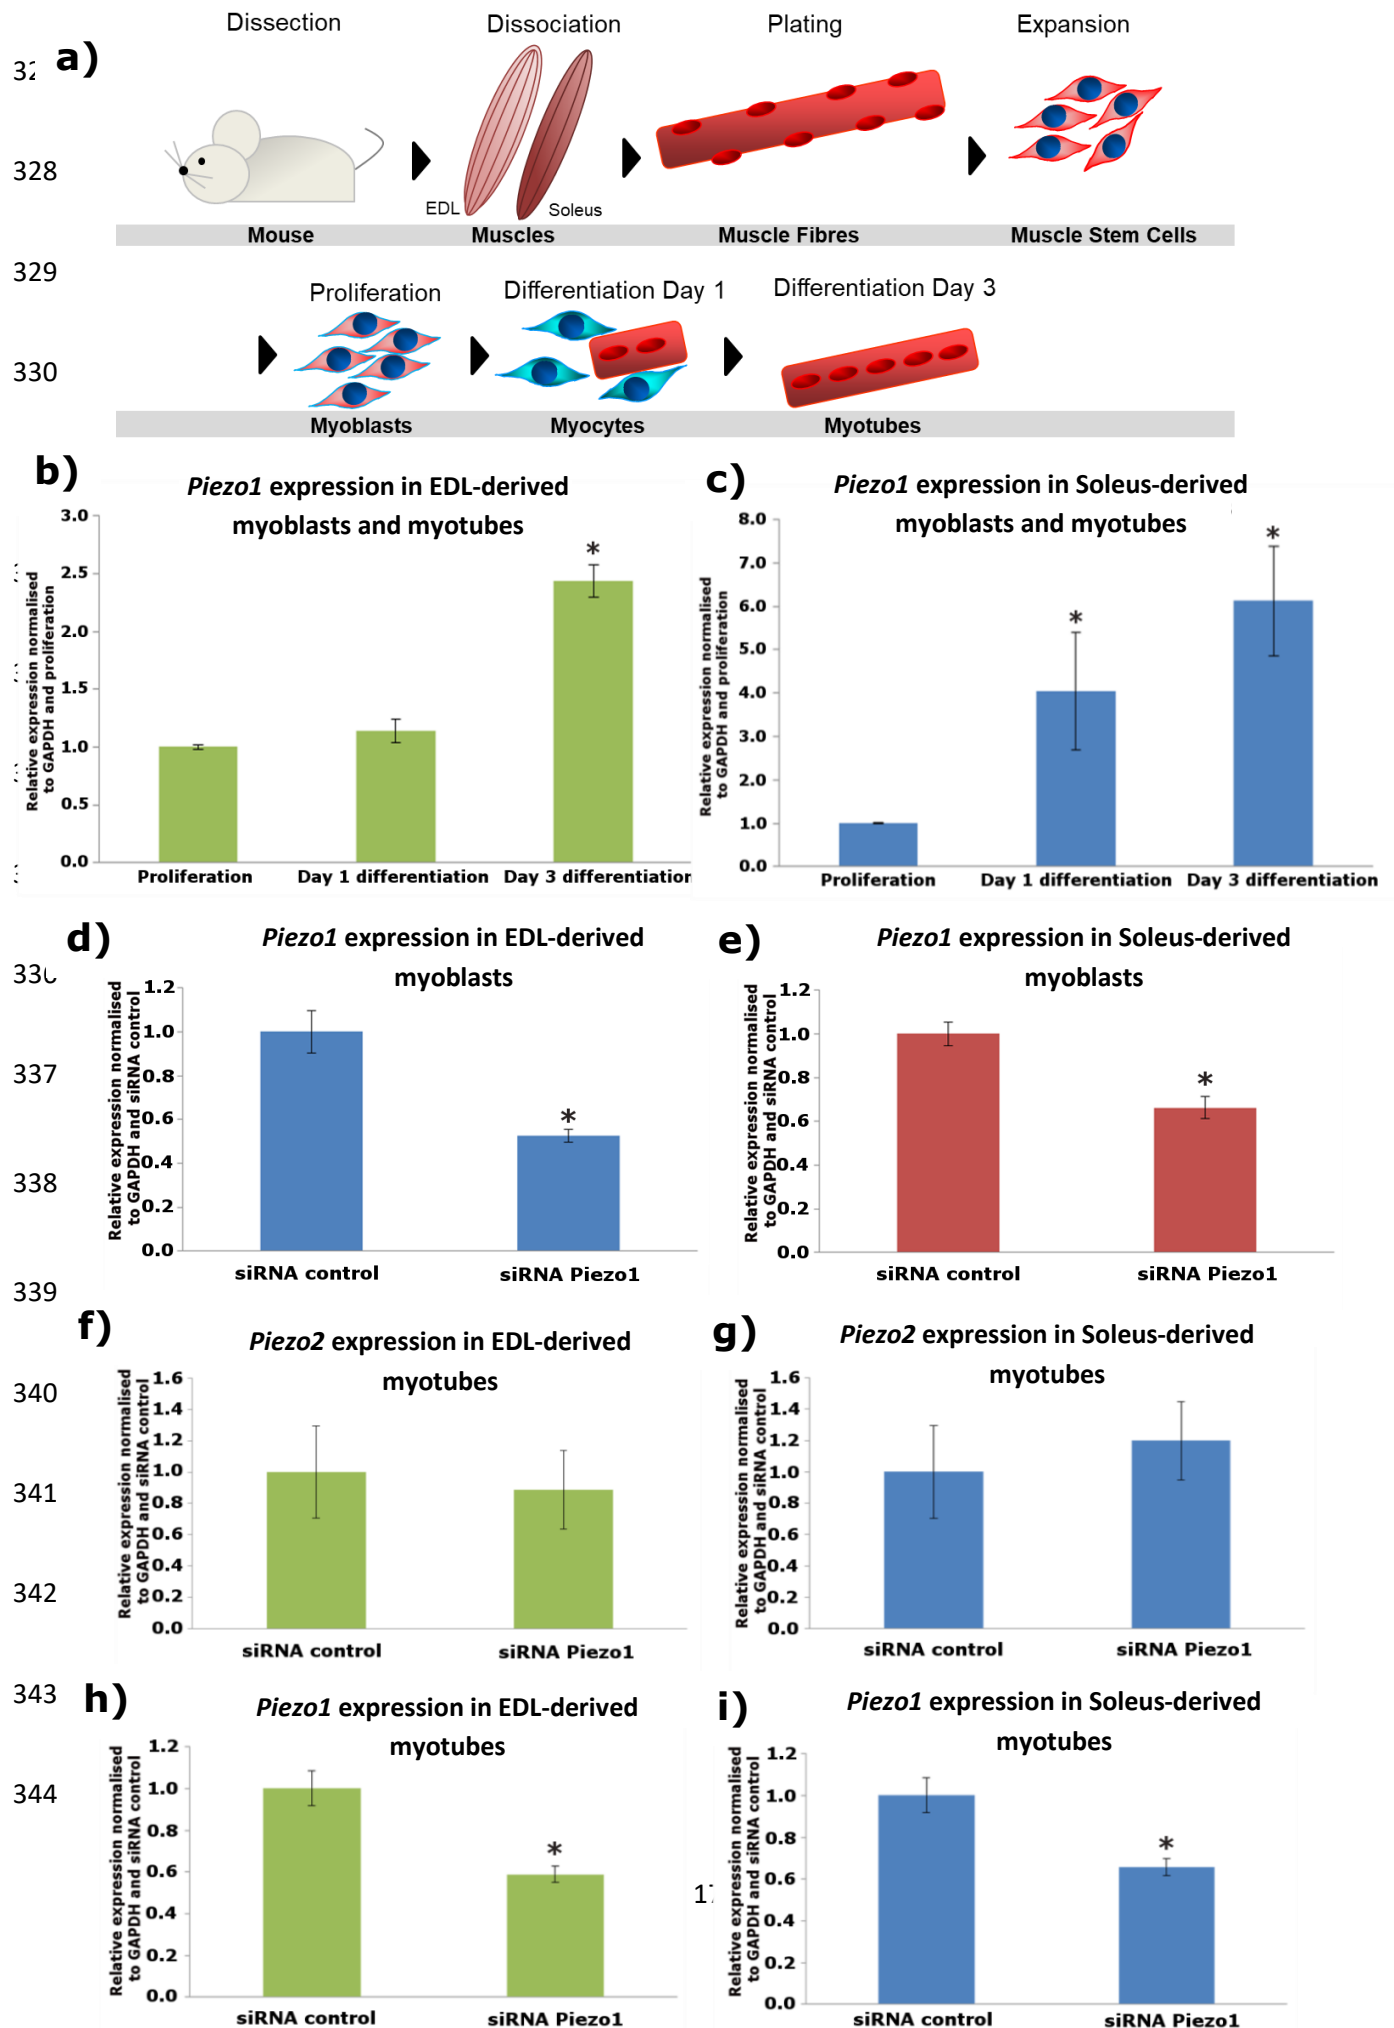 Dissection Dissociation Plating Expansion
a)
328
EDL Soleus
Mouse Muscles Muscle Fibres Muscle Stem Cells
329
Proliferation Differentiation Day 1 Differentiation Day 3
330
Myoblasts Myocytes Myotubes
b)
Piezo1 expression in EDL-derived
myoblasts and myotubes
Relative expression normalised
to GAPDH and proliferation
3.0
2.5
2.0
1.5
1.0
0.5
0.0
*
Proliferation Day 1 differentiation Day 3 differentiation
c)
Piezo1 expression in Soleus-derived
myoblasts and myotubes
Relative expression normalised
to GAPDH and proliferation
8.0
7.0
6.0
5.0
4.0
3.0
2.0
1.0
0.0
*
*
Proliferation Day 1 differentiation Day 3 differentiation
d)
Piezo1 expression in EDL-derived
myoblasts
Relative expression normalised
to GAPDH and siRNA control
1.2
1.0
0.8
0.6
0.4
0.2
0.0
*
siRNA control siRNA Piezo1
e)
Piezo1 expression in Soleus-derived
myoblasts
Relative expression normalised
to GAPDH and siRNA control
1.2
1.0
0.8
0.6
0.4
0.2
0.0
*
siRNA control siRNA Piezo1
337
338
339
f)
Piezo2 expression in EDL-derived
myotubes
Relative expression normalised
to GAPDH and siRNA control
1.6
1.4
1.2
1.0
0.8
0.6
0.4
0.2
0.0
siRNA control siRNA Piezo1
g)
Piezo2 expression in Soleus-derived
myotubes
Relative expression normalised
to GAPDH and siRNA control
1.6
1.4
1.2
1.0
0.8
0.6
0.4
0.2
0.0
siRNA control siRNA Piezo1
340
341
342
343
h)
Piezo1 expression in EDL-derived
myotubes
Relative expression normalised
to GAPDH and siRNA control
1.2
1.0
0.8
0.6
0.4
0.2
0.0
*
siRNA control siRNA Piezo1
i)
Piezo1 expression in Soleus-derived
myotubes
Relative expression normalised
to GAPDH and siRNA control
1.2
1.0
0.8
0.6
0.4
0.2
0.0
*
siRNA control siRNA Piezo1
344